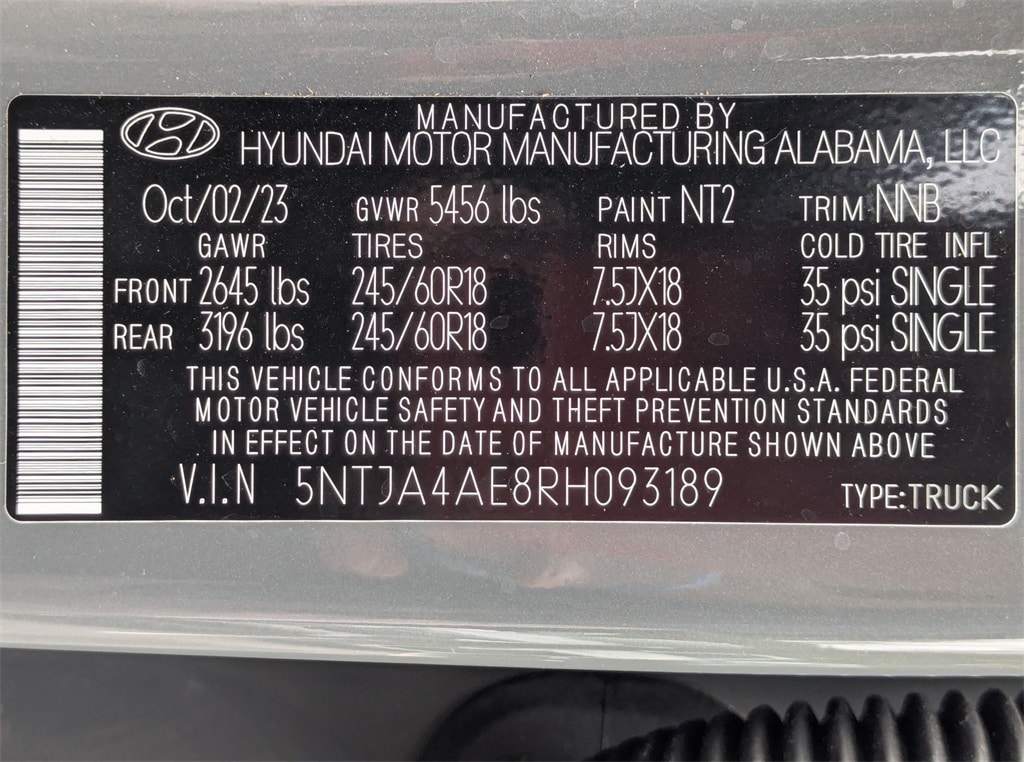 MANUFACTURED BY
HYUNDAI MOTOR MANUFACTURING ALABAMA, LLC
Oct/02/23 GVWR 5456 lbs PAINT NT2 TRIM NNB
GAWR TIRES RIMS COLD TIRE INFL
FRONT 2645 lbs 245/60R18 7.5JX18 35 psi SINGLE
REAR 3196 lbs 245/60R18 7.5JX18 35 psi SINGLE
THIS VEHICLE CONFORMS TO ALL APPLICABLE U.S.A. FEDERAL
MOTOR VEHICLE SAFETY AND THEFT PREVENTION STANDARDS
IN EFFECT ON THE DATE OF MANUFACTURE SHOWN ABOVE
V.I.N 5NTJA4AE8RH093189 TYPE:TRUCK